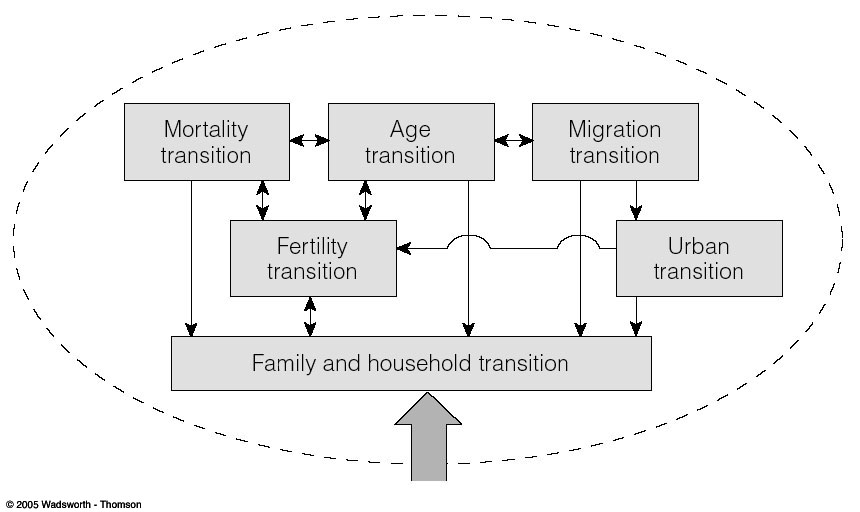 Mortality
transition
Age
transition
Migration
transition
Fertility
transition
Urban
transition
Family and household transition
© 2005 Wadsworth - Thomson